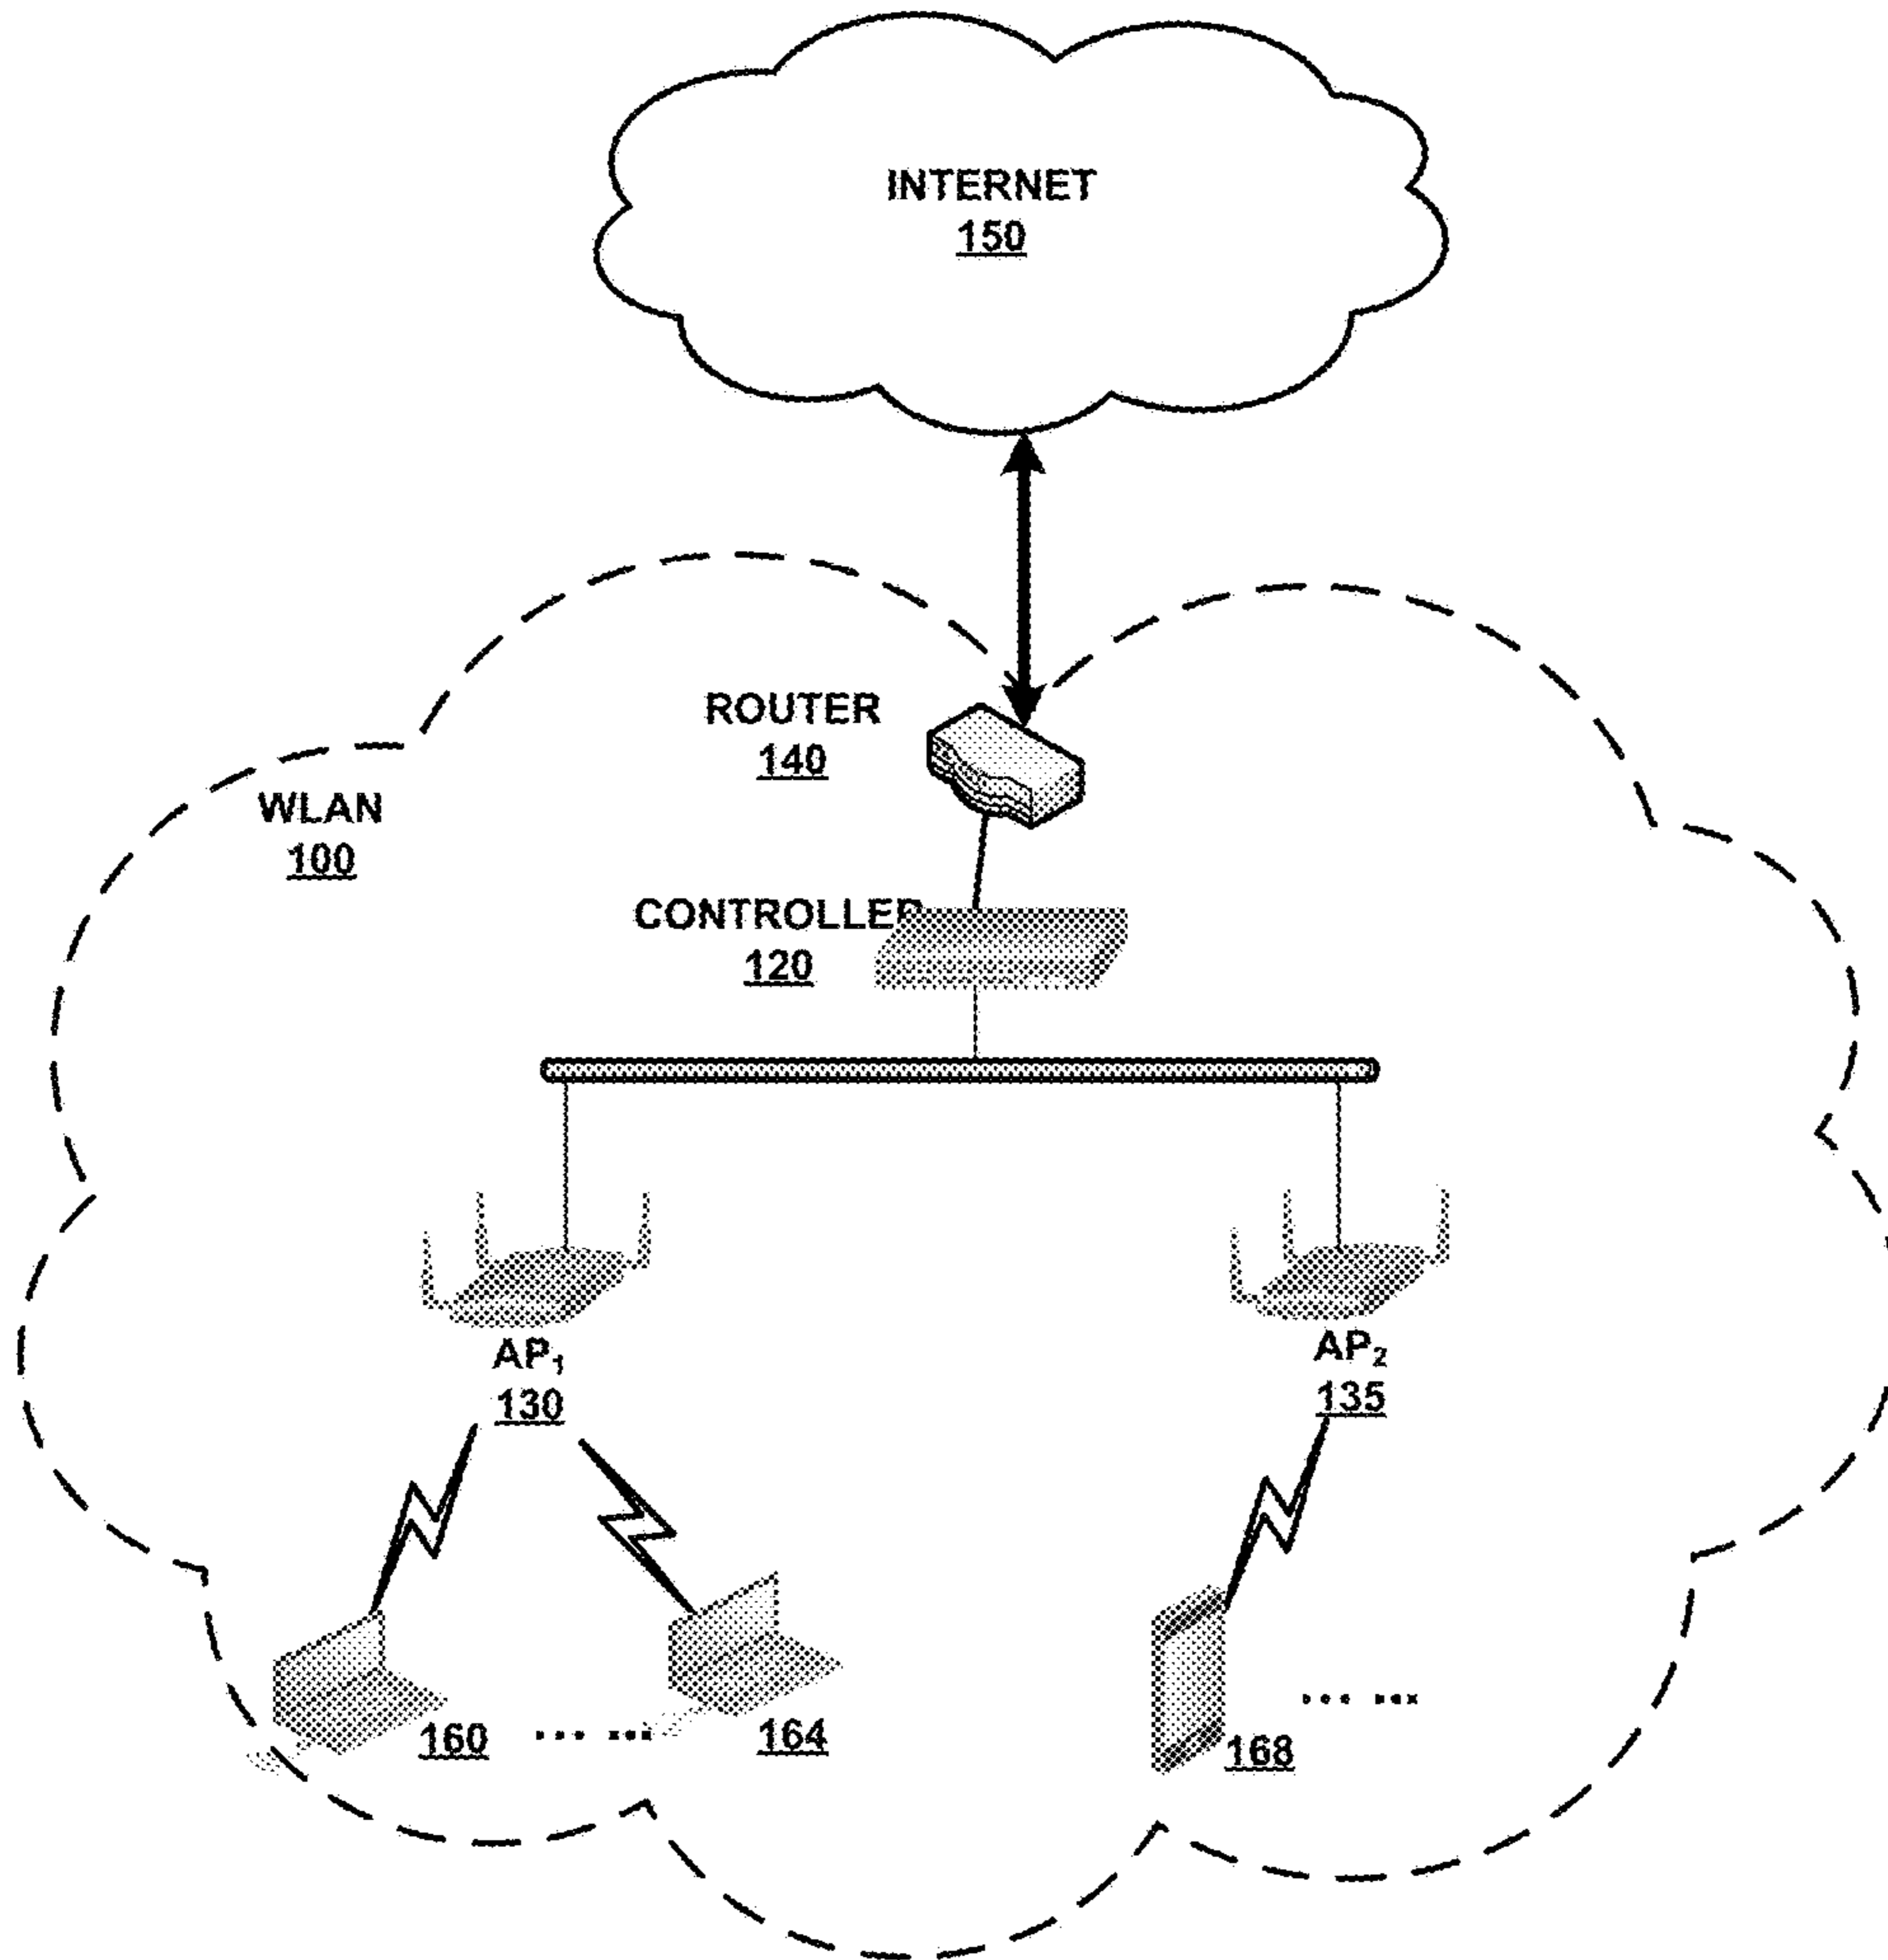 INTERNET
150
ROUTER
140
WLAN
100
CONTROLLER
120
AP₁
130
AP₂
135
160
... ...
164
... ...
168